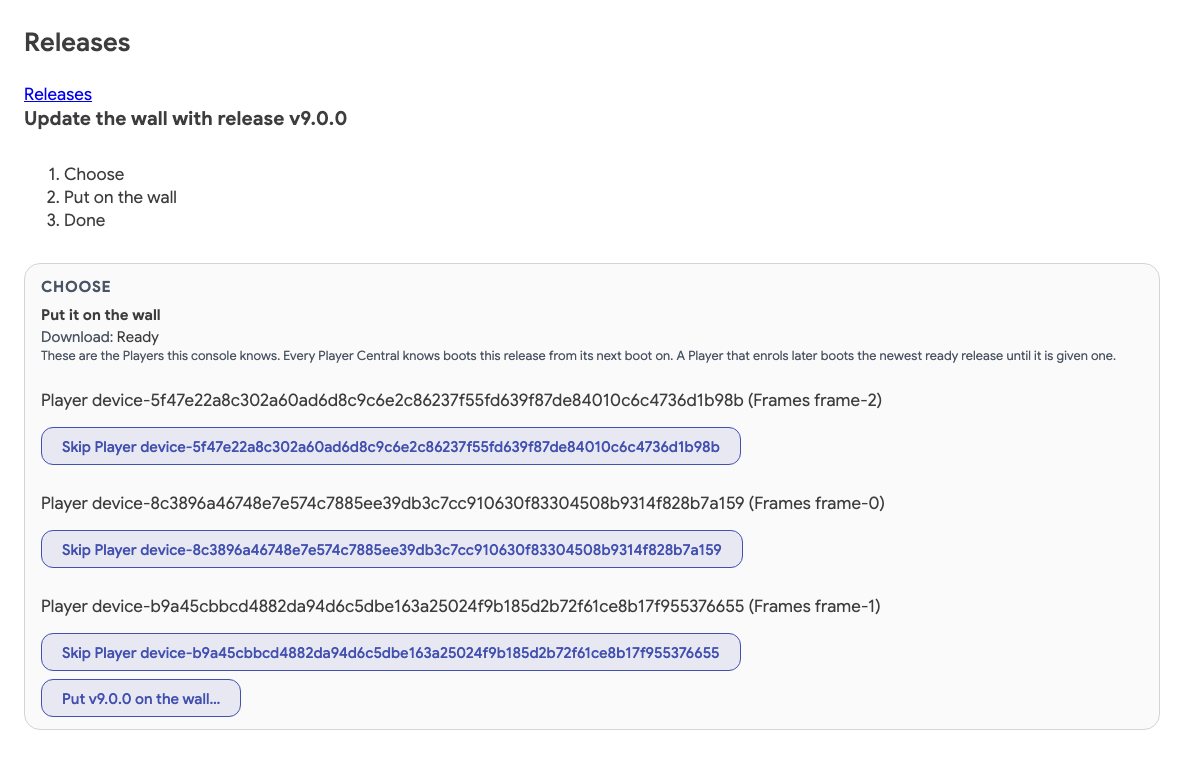 Releases
Releases
Update the wall with release v9.0.0
1. Choose
2. Put on the wall
3. Done
CHOOSE
Put it on the wall
Download: Ready
These are the Players this console knows. Every Player Central knows boots this release from its next boot on. A Player that enrols later boots the newest ready release until it is given one.
Player device-5f47e22a8c302a60ad6d8c9c6e2c86237f55fd639f87de84010c6c4736d1b98b (Frames frame-2)
Skip Player device-5f47e22a8c302a60ad6d8c9c6e2c86237f55fd639f87de84010c6c4736d1b98b
Player device-8c3896a46748e7e574c7885ee39db3c7cc910630f83304508b9314f828b7a159 (Frames frame-0)
Skip Player device-8c3896a46748e7e574c7885ee39db3c7cc910630f83304508b9314f828b7a159
Player device-b9a45cbbcd4882da94d6c5dbe163a25024f9b185d2b72f61ce8b17f955376655 (Frames frame-1)
Skip Player device-b9a45cbbcd4882da94d6c5dbe163a25024f9b185d2b72f61ce8b17f955376655
Put v9.0.0 on the wall...